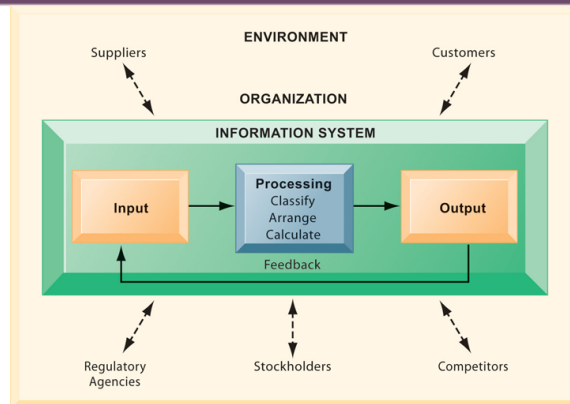 ENVIRONMENT
Suppliers
Customers
ORGANIZATION
INFORMATION SYSTEM
Input
Processing
Classify
Arrange
Calculate
Output
Feedback
Regulatory
Agencies
Stockholders
Competitors